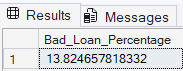 Results Messages
Bad_Loan_Percentage
1 13.824657818332